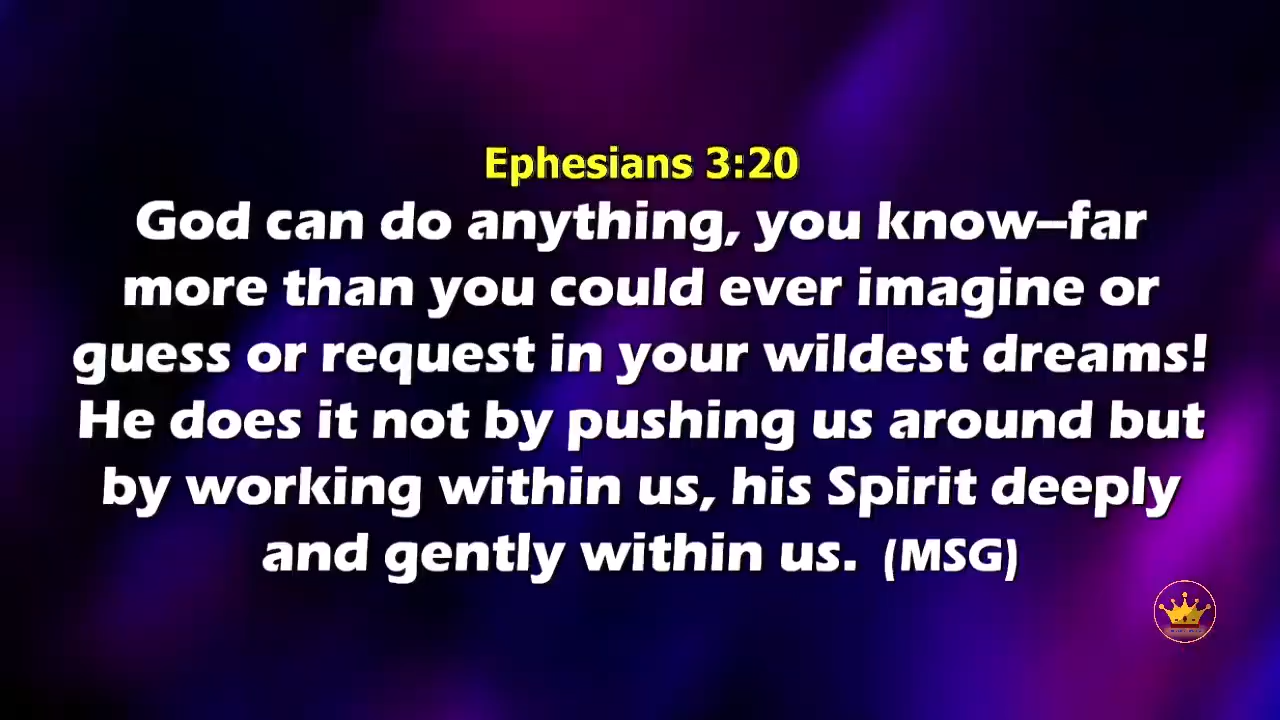 Ephesians 3:20
God can do anything, you know–far
more than you could ever imagine or
guess or request in your wildest dreams!
He does it not by pushing us around but
by working within us, his Spirit deeply
and gently within us. (MSG)